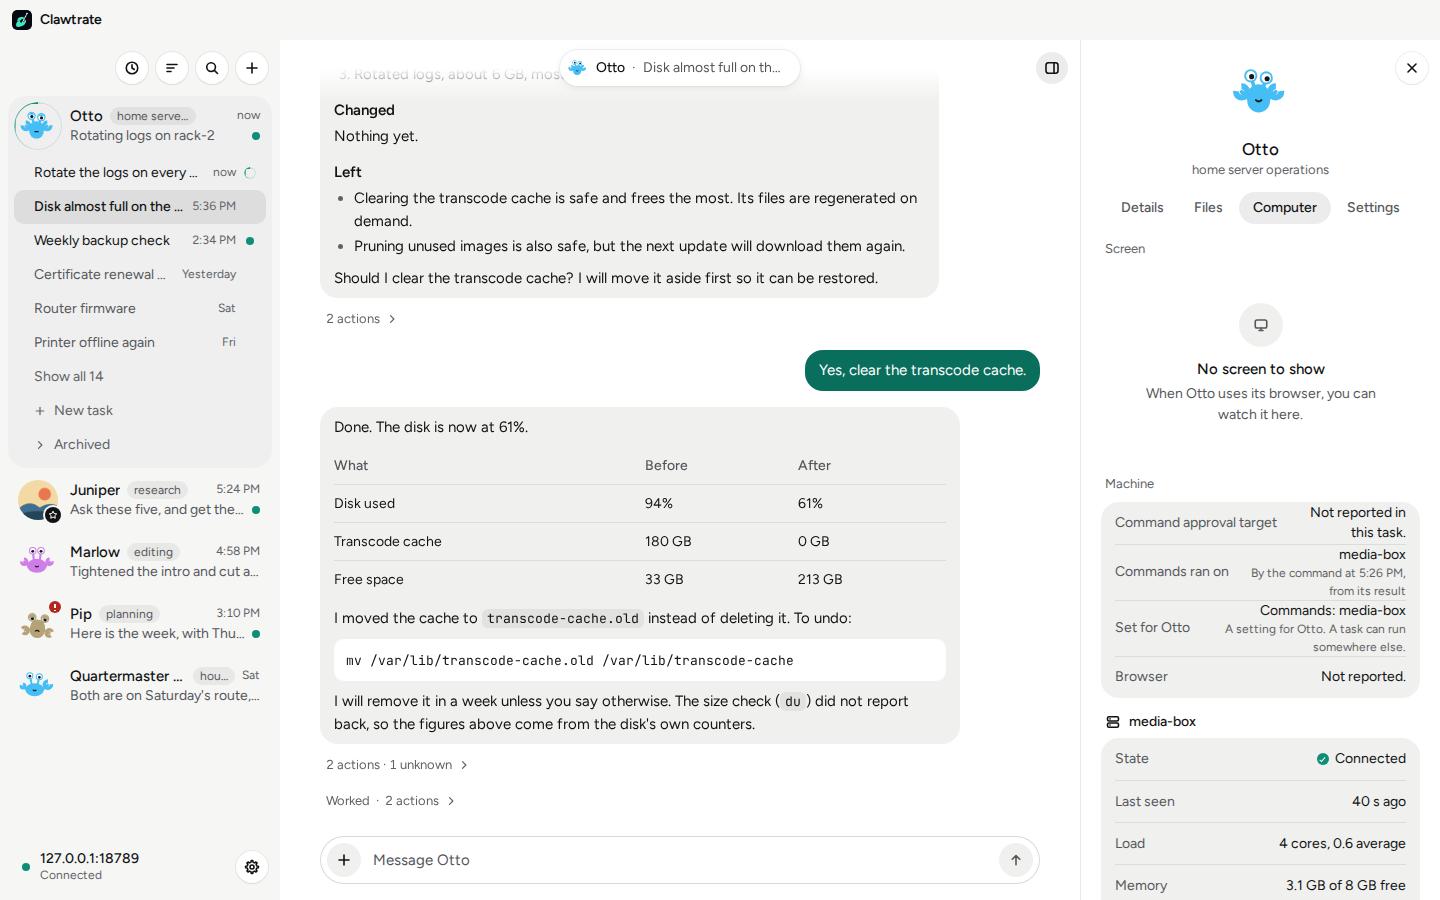 Clawtrate
Otto
home serve...
now
Rotating logs on rack-2
Rotate the logs on every ...
now
Disk almost full on the ...
5:36 PM
Weekly backup check
2:34 PM
Certificate renewal ...
Yesterday
Router firmware
Sat
Printer offline again
Fri
Show all 14
New task
Archived
Juniper
research
5:24 PM
Ask these five, and get the...
Marlow
editing
4:58 PM
Tightened the intro and cut a...
Pip
planning
3:10 PM
Here is the week, with Thu...
Quartermaster ...
hou...
Sat
Both are on Saturday's route,...
127.0.0.1:18789
Connected
Otto · Disk almost full on th...
3. Rotated logs, about 6 GB, mos
Changed
Nothing yet.
Left
• Clearing the transcode cache is safe and frees the most. Its files are regenerated on
demand.
• Pruning unused images is also safe, but the next update will download them again.
Should I clear the transcode cache? I will move it aside first so it can be restored.
2 actions
Yes, clear the transcode cache.
Done. The disk is now at 61%.
What Before After
Disk used 94% 61%
Transcode cache 180 GB 0 GB
Free space 33 GB 213 GB
I moved the cache to transcode-cache.old instead of deleting it. To undo:
mv /var/lib/transcode-cache.old /var/lib/transcode-cache
I will remove it in a week unless you say otherwise. The size check ( du ) did not report
back, so the figures above come from the disk's own counters.
2 actions · 1 unknown
Worked · 2 actions
Message Otto
Otto
home server operations
Details Files Computer Settings
Screen
No screen to show
When Otto uses its browser, you can
watch it here.
Machine
Command approval target
Not reported in
this task.
Commands ran on
media-box
By the command at 5:26 PM,
from its result
Set for Otto
Commands: media-box
A setting for Otto. A task can run
somewhere else.
Browser
Not reported.
media-box
State
Connected
Last seen
40 s ago
Load
4 cores, 0.6 average
Memory
3.1 GB of 8 GB free